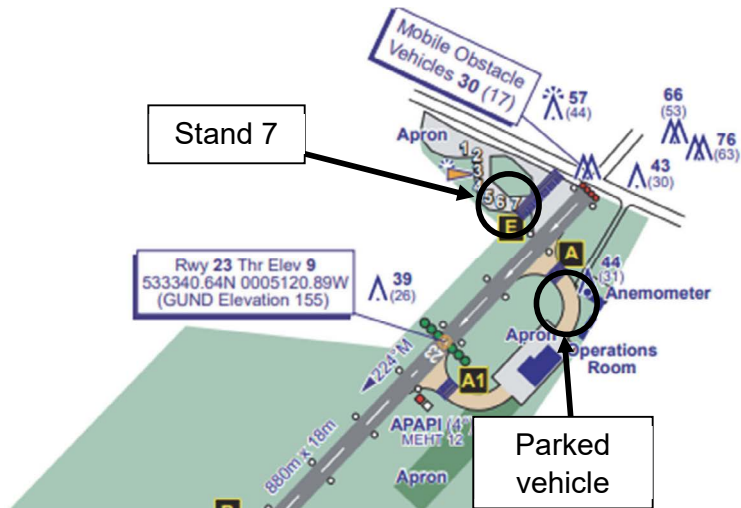 Mobile Obstacle
Vehicles 30 (17)
57
(44)
66
(53)
76
(63)
43
(30)
Stand 7
Apron
1
2
3
5 6 7
E
A
Rwy 23 Thr Elev 9
533340.64N 0005120.89W
(GUND Elevation 155)
39
(26)
44
(31)
Anemometer
Apron
Operations
Room
224°M
23
A1
APAPI (4°
MEHT 12
880m x 18m
Parked
vehicle
Apron